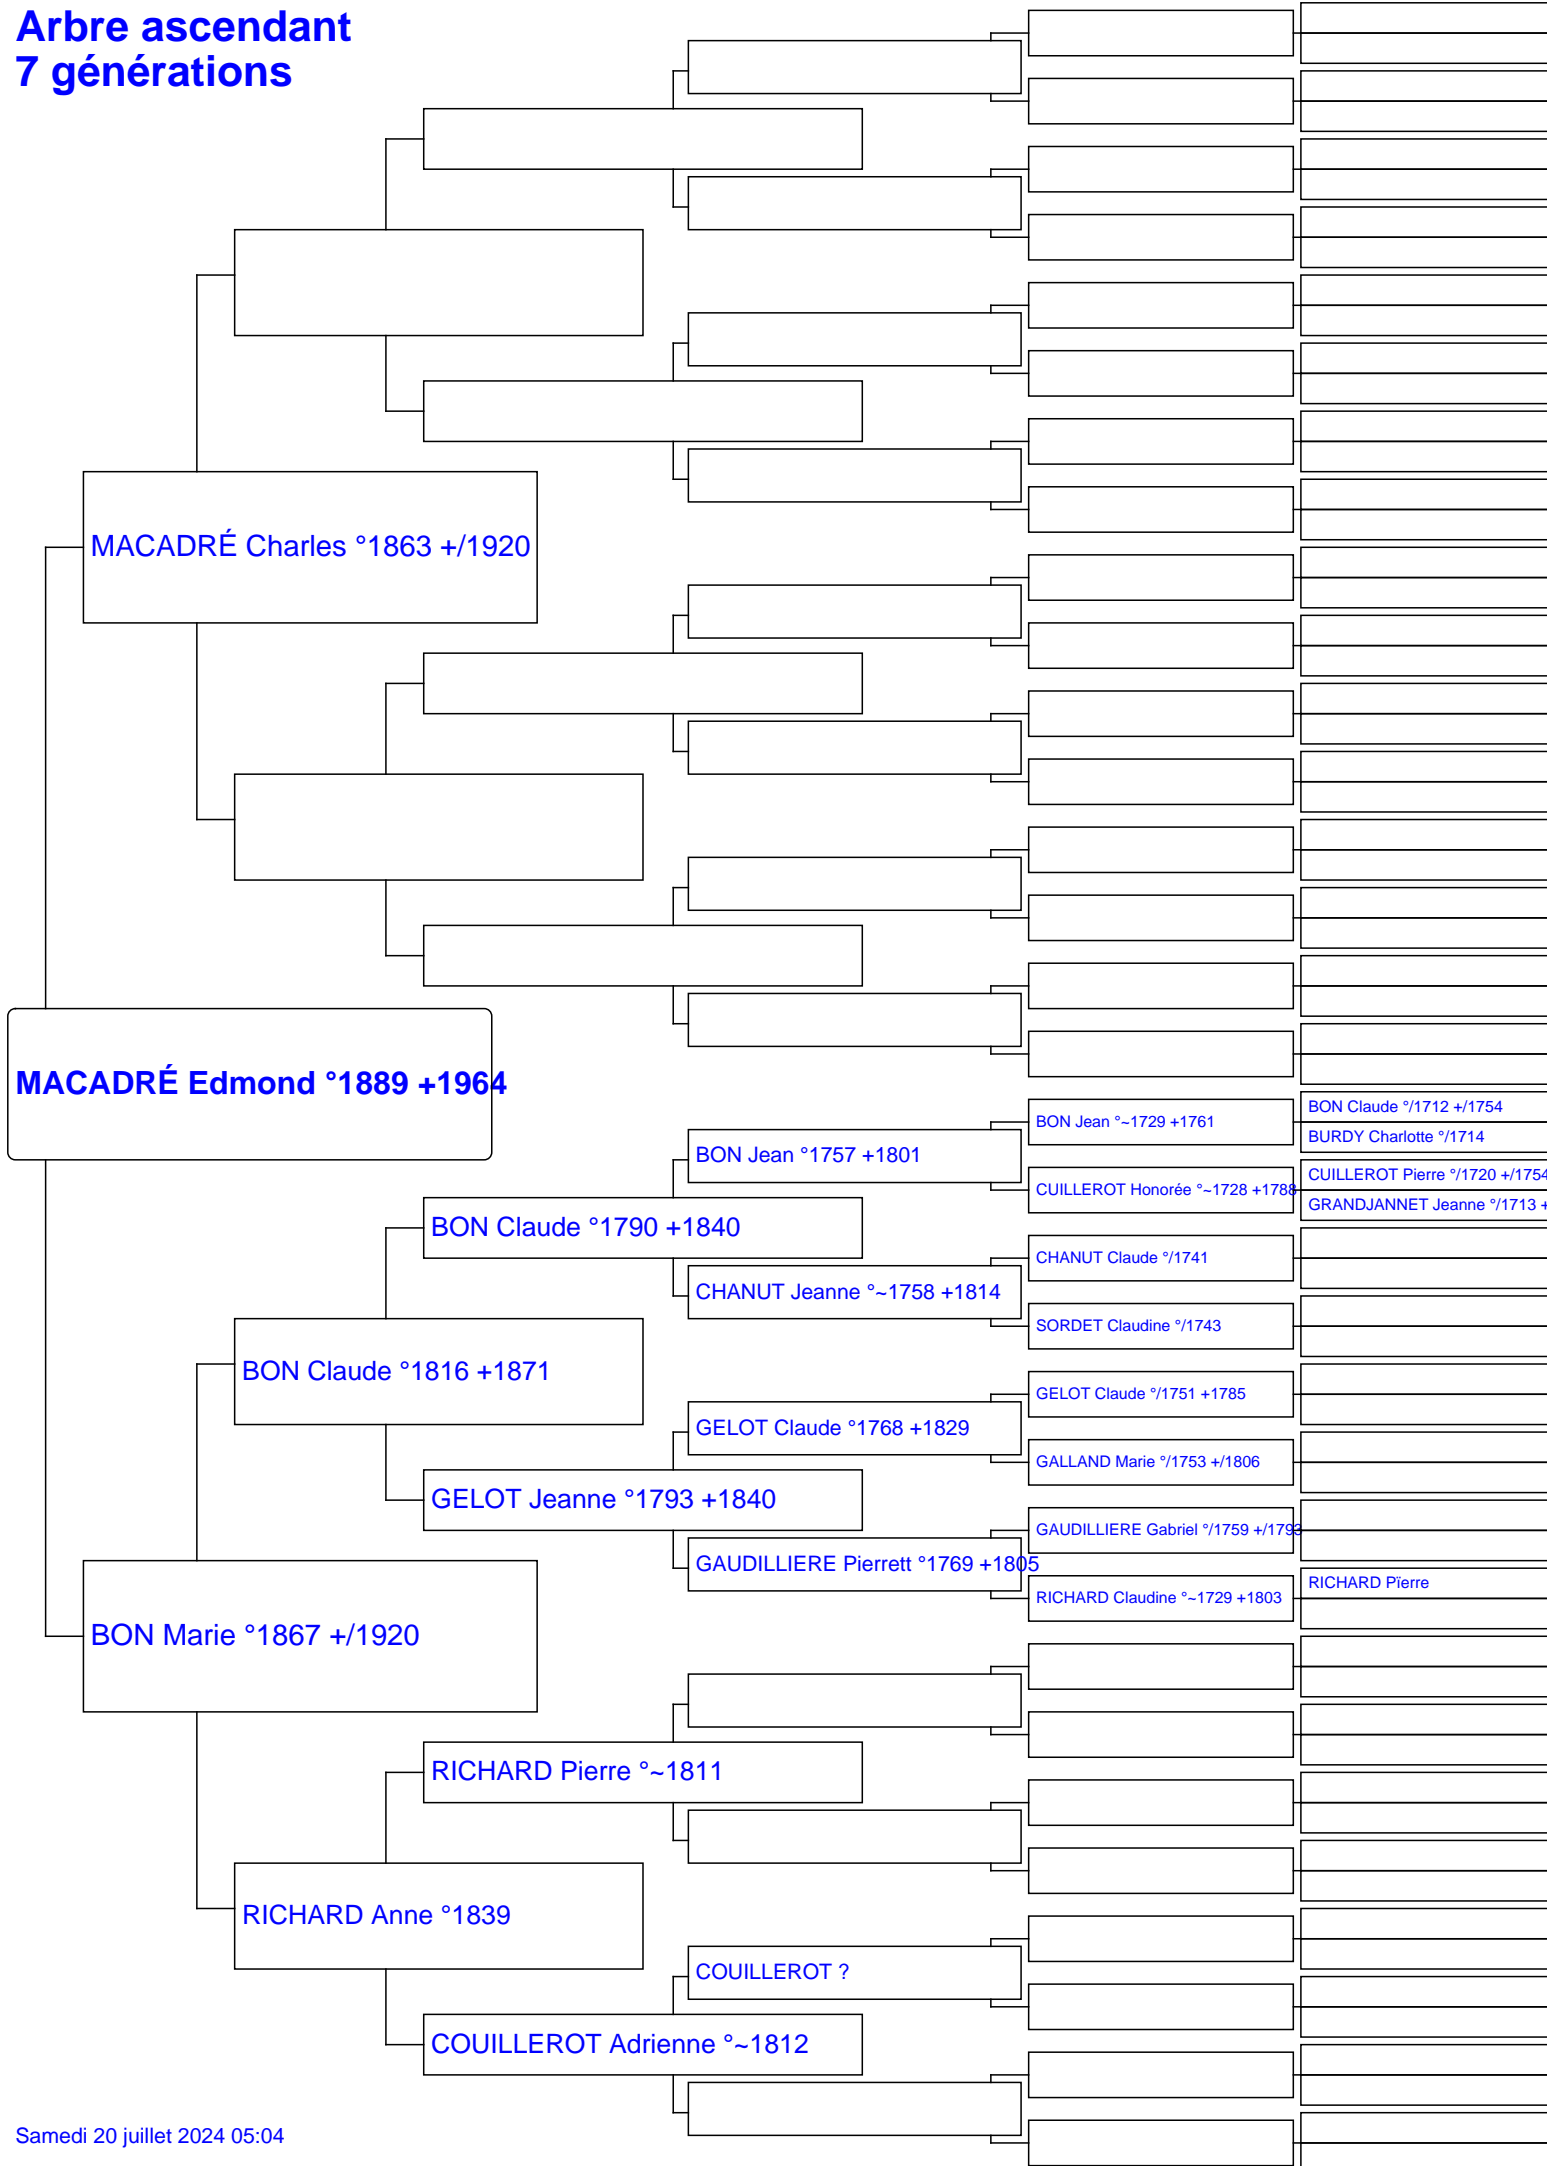 Arbre ascendant
7 générations
MACADRÉ Charles °1863 +/1920
MACADRÉ Edmond °1889 +1964
BON Jean °~1729 +1761
BON Claude °/1712 +/1754
BURDY Charlotte °/1714
BON Jean °1757 +1801
CUILLEROT Honorée °~1728 +1788
CUILLEROT Pierre °/1720 +/1754
GRANDJANNET Jeanne °/1713 +
BON Claude °1790 +1840
CHANUT Claude °/1741
CHANUT Jeanne °~1758 +1814
SORDET Claudine °/1743
BON Claude °1816 +1871
GELOT Claude °/1751 +1785
GELOT Claude °1768 +1829
GALLAND Marie °/1753 +/1806
GELOT Jeanne °1793 +1840
GAUDILLIERE Gabriel °/1759 +/1793
GAUDILLIERE Pierrett °1769 +1805
RICHARD Claudine °~1729 +1803
RICHARD Pïerre
BON Marie °1867 +/1920
RICHARD Pierre °~1811
RICHARD Anne °1839
COUILLEROT ?
COUILLEROT Adrienne °~1812
Samedi 20 juillet 2024 05:04